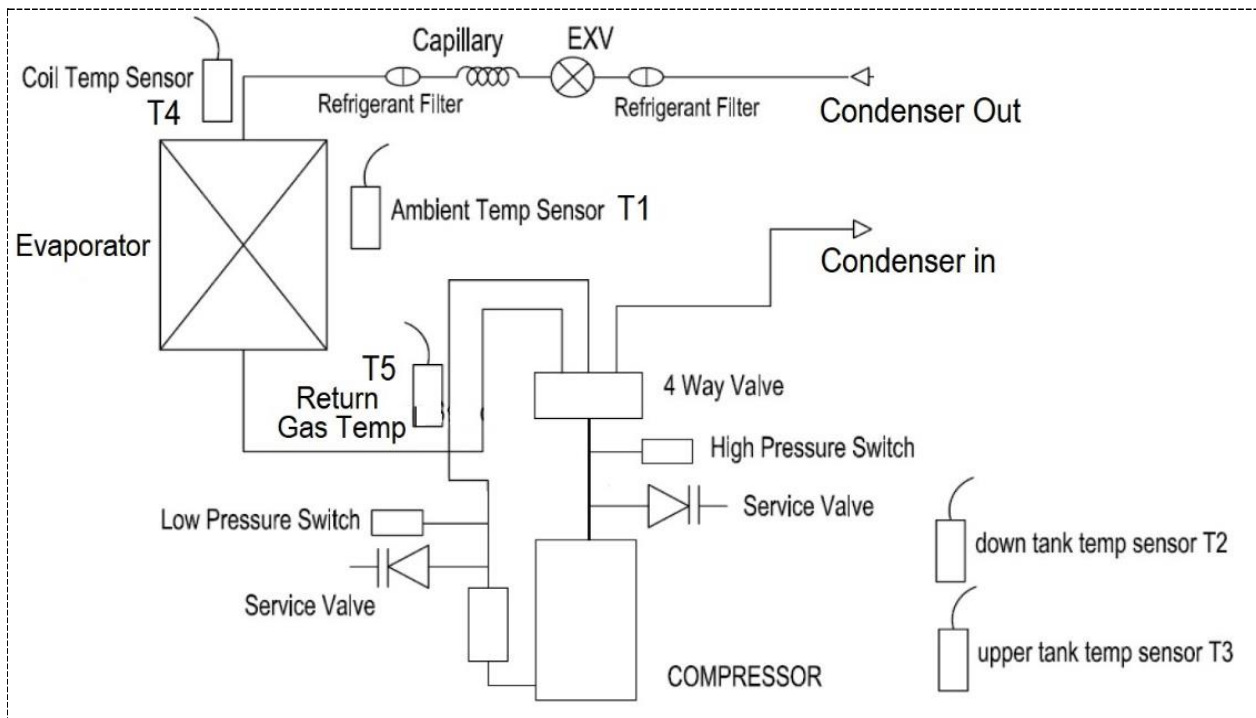 Capillary
EXV
Coil Temp Sensor
T4
Refrigerant Filter
Refrigerant Filter
Condenser Out
Ambient Temp Sensor T1
Evaporator
Condenser in
T5
Return
Gas Temp
4 Way Valve
High Pressure Switch
Low Pressure Switch
Service Valve
Service Valve
down tank temp sensor T2
upper tank temp sensor T3
COMPRESSOR